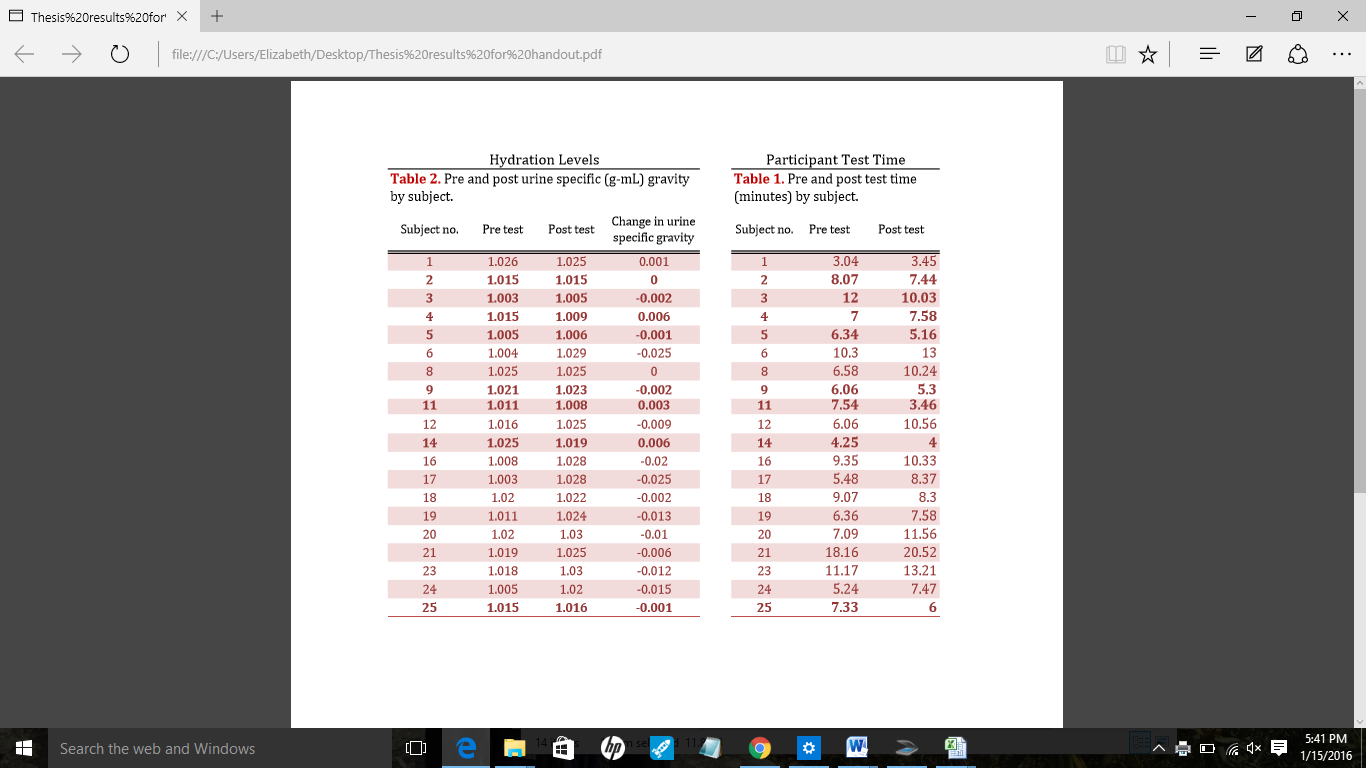 Thesis%20results%20for
file:///C:/Users/Elizabeth/Desktop/Thesis%20results%20for%20handout.pdf
Hydration Levels
Table 2. Pre and post urine specific (g-mL) gravity
by subject.
Subject no. Pre test Post test Change in urine
specific gravity
1 1.026 1.025 0.001
2 1.015 1.015 0
3 1.003 1.005 -0.002
4 1.015 1.009 0.006
5 1.005 1.006 -0.001
6 1.004 1.029 -0.025
8 1.025 1.025 0
9 1.021 1.023 -0.002
11 1.011 1.008 0.003
12 1.016 1.025 -0.009
14 1.025 1.019 0.006
16 1.008 1.028 -0.02
17 1.003 1.028 -0.025
18 1.02 1.022 -0.002
19 1.011 1.024 -0.013
20 1.02 1.03 -0.01
21 1.019 1.025 -0.006
23 1.018 1.03 -0.012
24 1.005 1.02 -0.015
25 1.015 1.016 -0.001
Participant Test Time
Table 1. Pre and post test time
(minutes) by subject.
Subject no. Pre test Post test
1 3.04 3.45
2 8.07 7.44
3 12 10.03
4 7 7.58
5 6.34 5.16
6 10.3 13
8 6.58 10.24
9 6.06 5.3
11 7.54 3.46
12 6.06 10.56
14 4.25 4
16 9.35 10.33
17 5.48 8.37
18 9.07 8.3
19 6.36 7.58
20 7.09 11.56
21 18.16 20.52
23 11.17 13.21
24 5.24 7.47
25 7.33 6
Search the web and Windows
hp
5:41 PM
1/15/2016